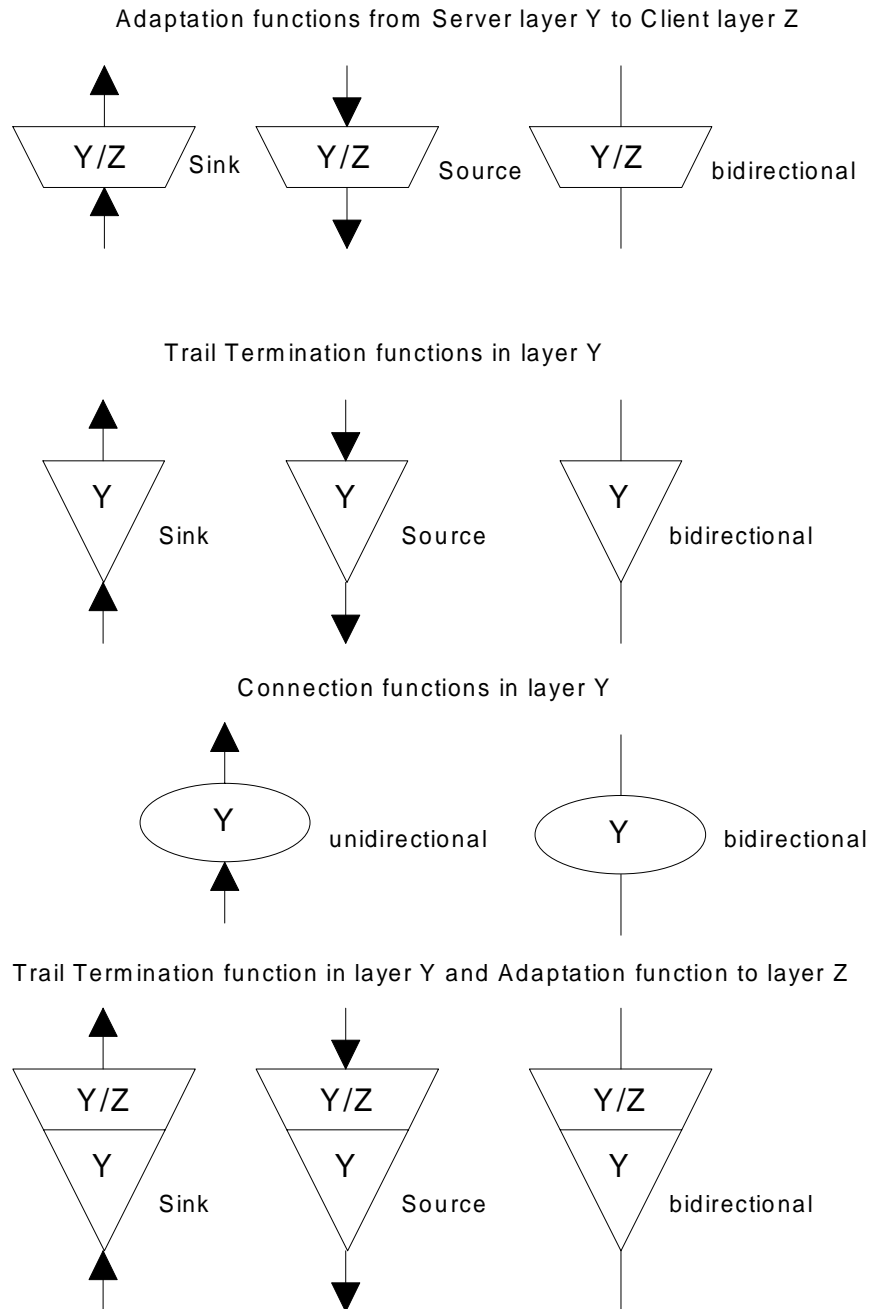 Adaptation functions from Server layer Y to Client layer Z
Y/Z Sink Y/Z Source Y/Z bidirectional
Trail Termination functions in layer Y
Y Sink Y Source Y bidirectional
Connection functions in layer Y
Y unidirectional Y bidirectional
Trail Termination function in layer Y and Adaptation function to layer Z
Y/Z Y/Z Y/Z
Y Sink Y Source Y bidirectional